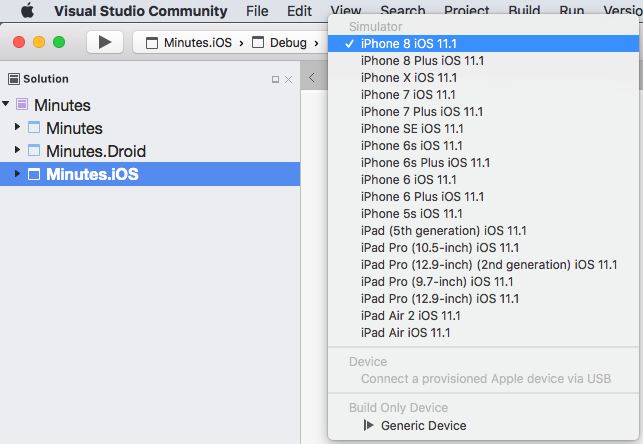 Visual Studio Community File Edit View Search Project Build Run
Minutes.iOS › Debug ›
Solution
Minutes
Minutes
Minutes.Droid
Minutes.iOS
Simulator
✓ iPhone 8 iOS 11.1
iPhone 8 Plus iOS 11.1
iPhone X iOS 11.1
iPhone 7 iOS 11.1
iPhone 7 Plus iOS 11.1
iPhone SE iOS 11.1
iPhone 6s iOS 11.1
iPhone 6s Plus iOS 11.1
iPhone 6 iOS 11.1
iPhone 6 Plus iOS 11.1
iPhone 5s iOS 11.1
iPad (5th generation) iOS 11.1
iPad Pro (10.5-inch) iOS 11.1
iPad Pro (12.9-inch) (2nd generation) iOS 11.1
iPad Pro (9.7-inch) iOS 11.1
iPad Pro (12.9-inch) iOS 11.1
iPad Air 2 iOS 11.1
iPad Air iOS 11.1
Device
Connect a provisioned Apple device via USB
Build Only Device
Generic Device